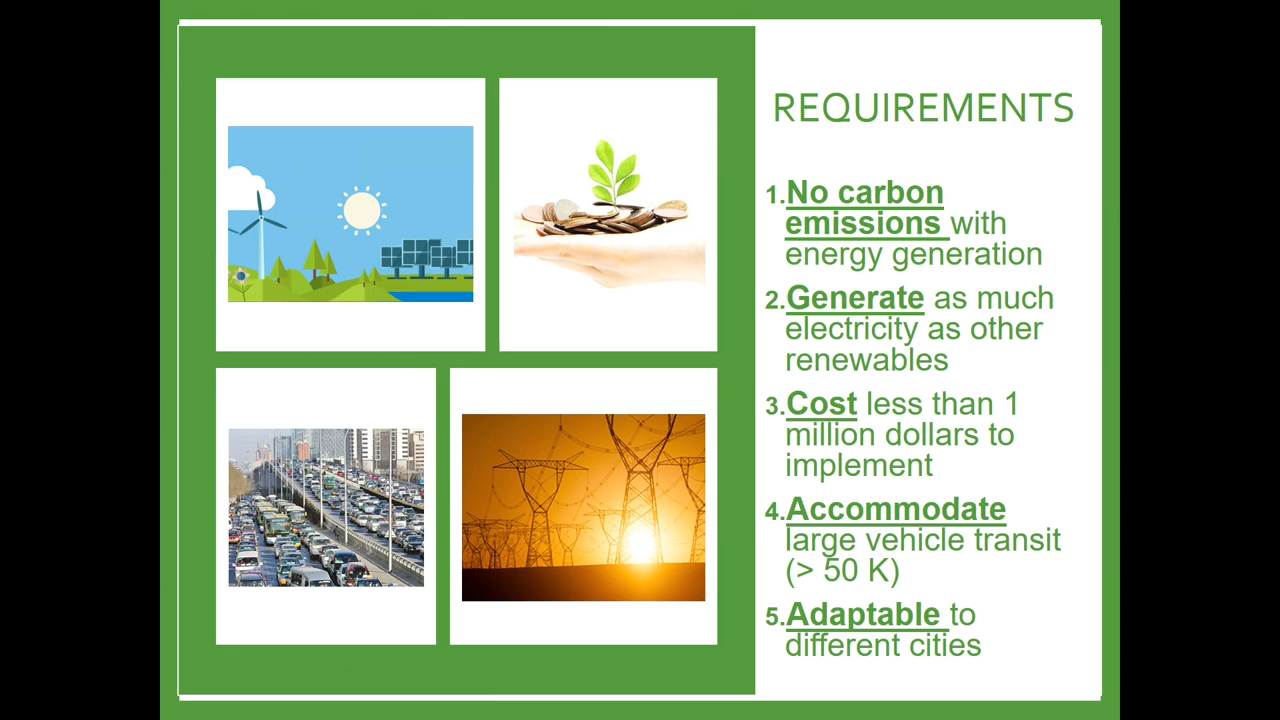 REQUIREMENTS
1.No carbon
emissions with
energy generation
2.Generate as much
electricity as other
renewables
3.Cost less than 1
million dollars to
implement
4.Accommodate
large vehicle transit
(> 50 K)
5.Adaptable to
different cities